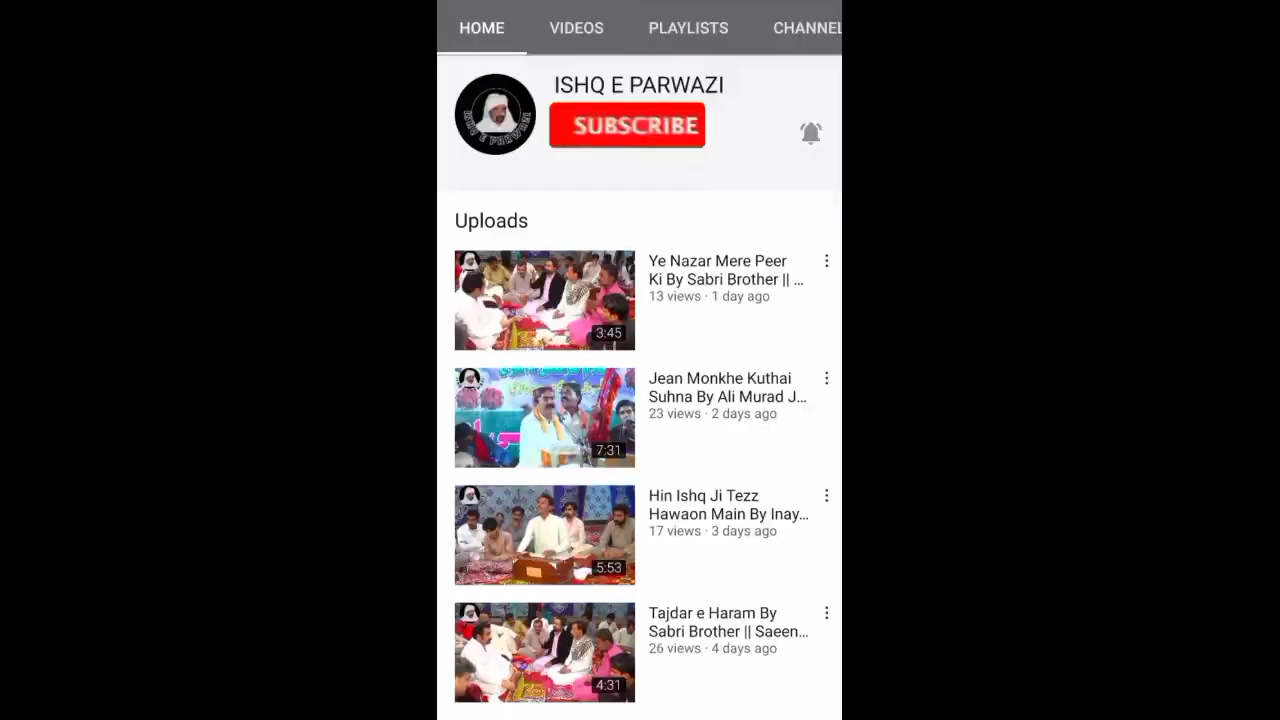 HOME VIDEOS PLAYLISTS CHANNEL
ISHQ E PARWAZI
ISHQ E PARWAZI
SUBSCRIBE
Uploads
Ye Nazar Mere Peer
Ki By Sabri Brother || ...
13 views · 1 day ago
3:45
Jean Monkhe Kuthai
Suhna By Ali Murad J...
23 views · 2 days ago
7:31
Hin Ishq Ji Tezz
Hawaon Main By Inay...
17 views · 3 days ago
5:53
Tajdar e Haram By
Sabri Brother || Saeen...
26 views · 4 days ago
4:31